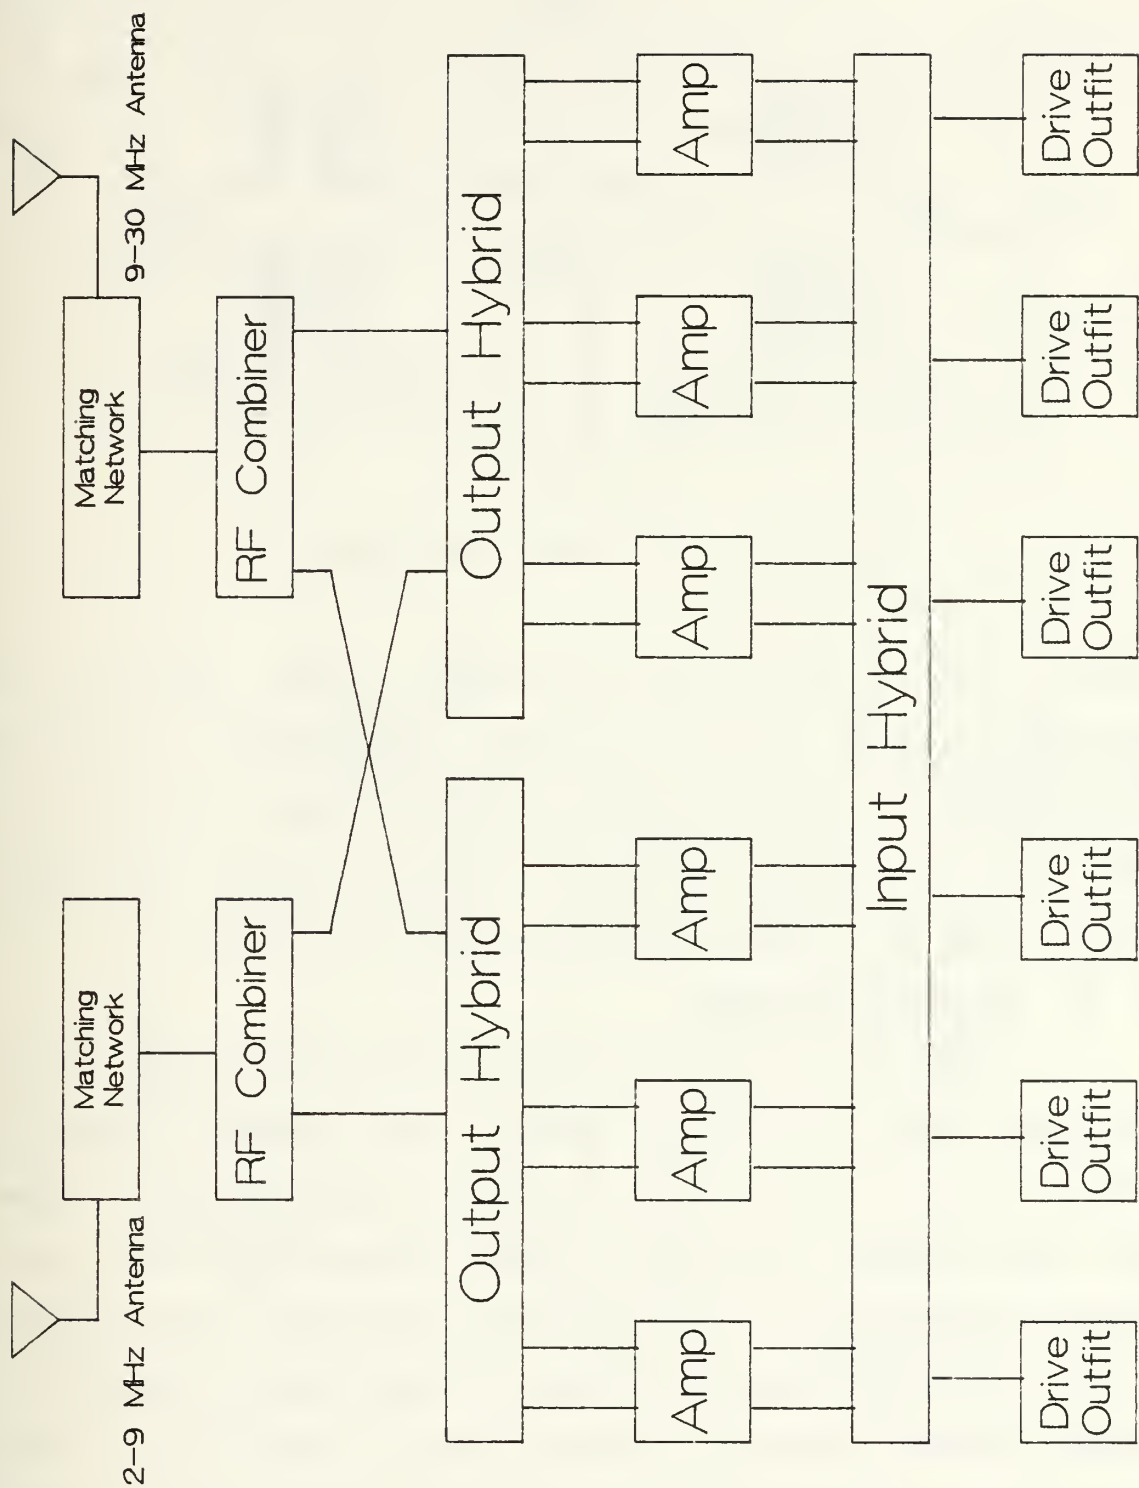 2-9 MHz Antenna
9-30 MHz Antenna
Matching
Network
Matching
Network
RF Combiner
RF Combiner
Output Hybrid
Output Hybrid
Amp
Amp
Amp
Amp
Amp
Amp
Input Hybrid
Drive
Outfit
Drive
Outfit
Drive
Outfit
Drive
Outfit
Drive
Outfit
Drive
Outfit